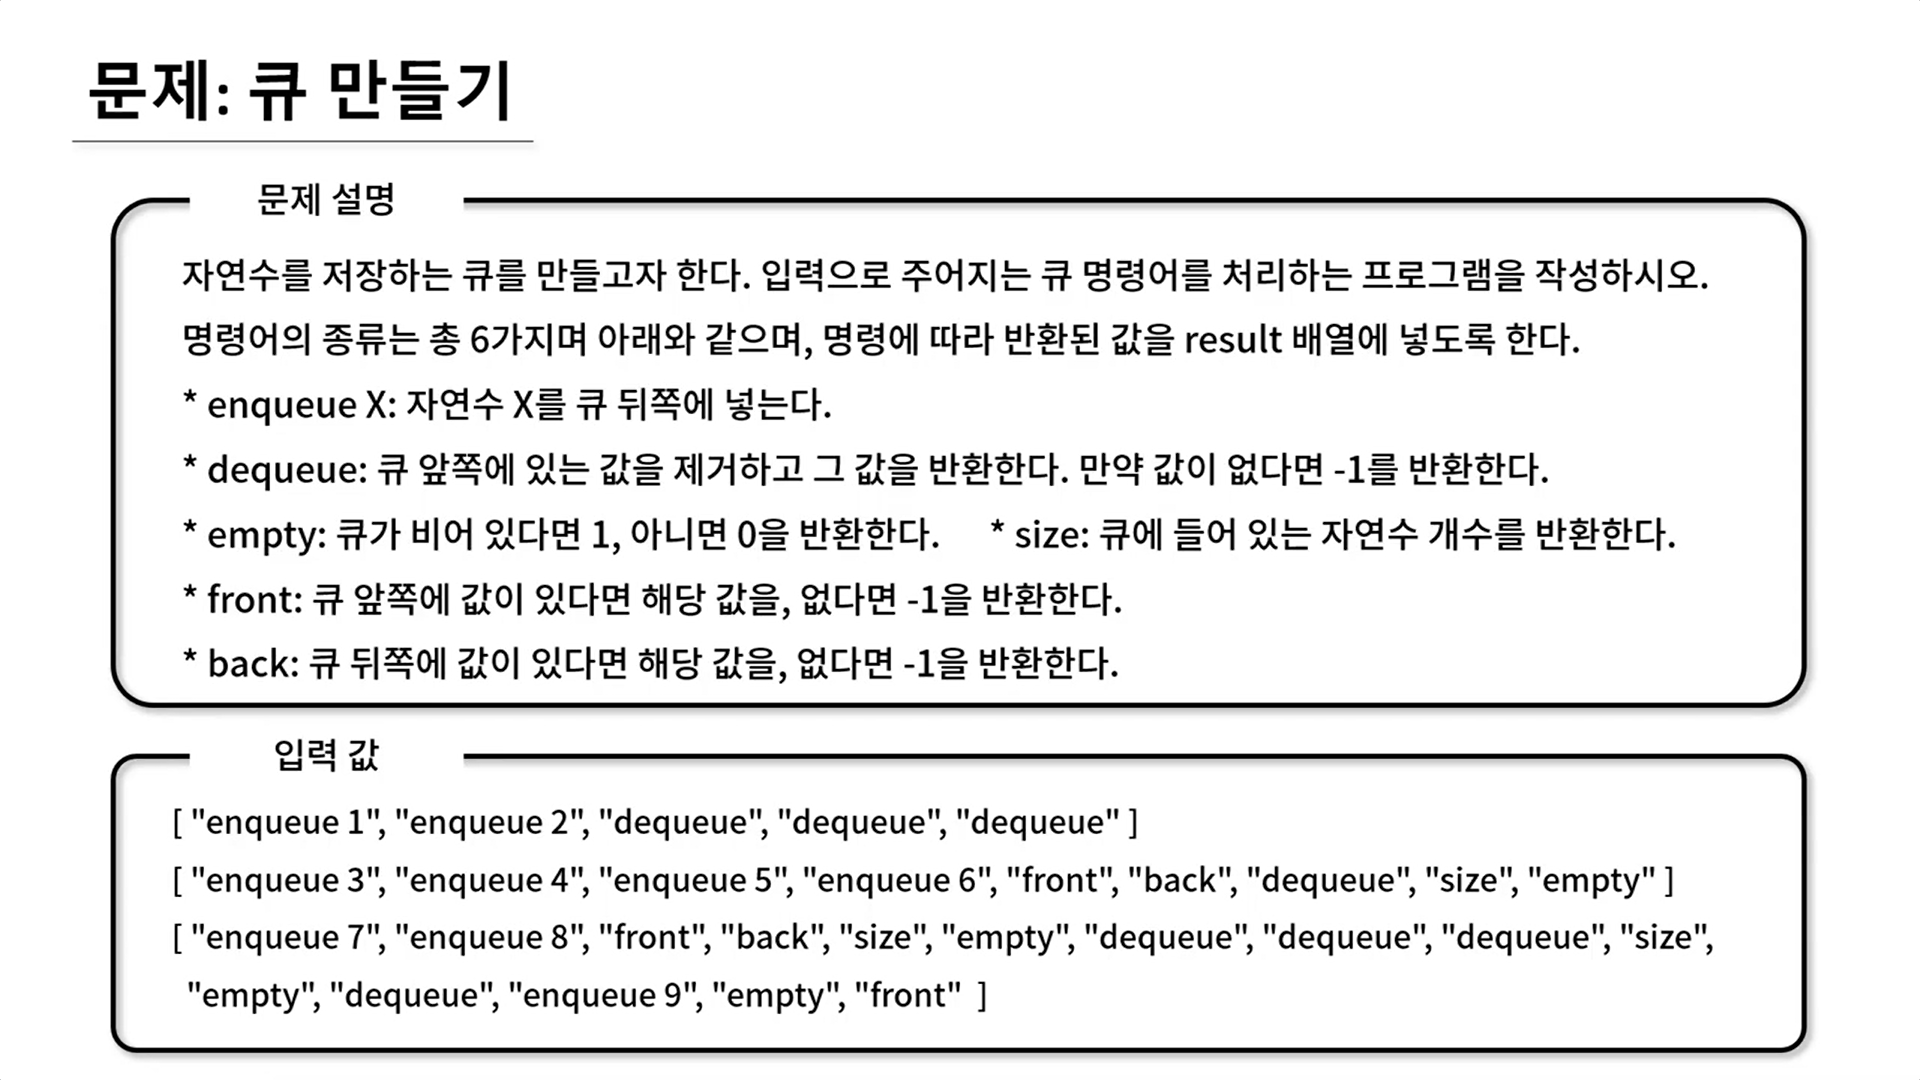 문제: 큐 만들기
문제 설명
자연수를 저장하는 큐를 만들고자 한다. 입력으로 주어지는 큐 명령어를 처리하는 프로그램을 작성하시오.
명령어의 종류는 총 6가지며 아래와 같으며, 명령에 따라 반환된 값을 result 배열에 넣도록 한다.
* enqueue X: 자연수 X를 큐 뒤쪽에 넣는다.
* dequeue: 큐 앞쪽에 있는 값을 제거하고 그 값을 반환한다. 만약 값이 없다면 -1를 반환한다.
* empty: 큐가 비어 있다면 1, 아니면 0을 반환한다. * size: 큐에 들어 있는 자연수 개수를 반환한다.
* front: 큐 앞쪽에 값이 있다면 해당 값을, 없다면 -1을 반환한다.
* back: 큐 뒤쪽에 값이 있다면 해당 값을, 없다면 -1을 반환한다.
입력 값
[ "enqueue 1", "enqueue 2", "dequeue", "dequeue", "dequeue" ]
[ "enqueue 3", "enqueue 4", "enqueue 5", "enqueue 6", "front", "back", "dequeue", "size", "empty" ]
[ "enqueue 7", "enqueue 8", "front", "back", "size", "empty", "dequeue", "dequeue", "dequeue", "size",
"empty", "dequeue", "enqueue 9", "empty", "front" ]